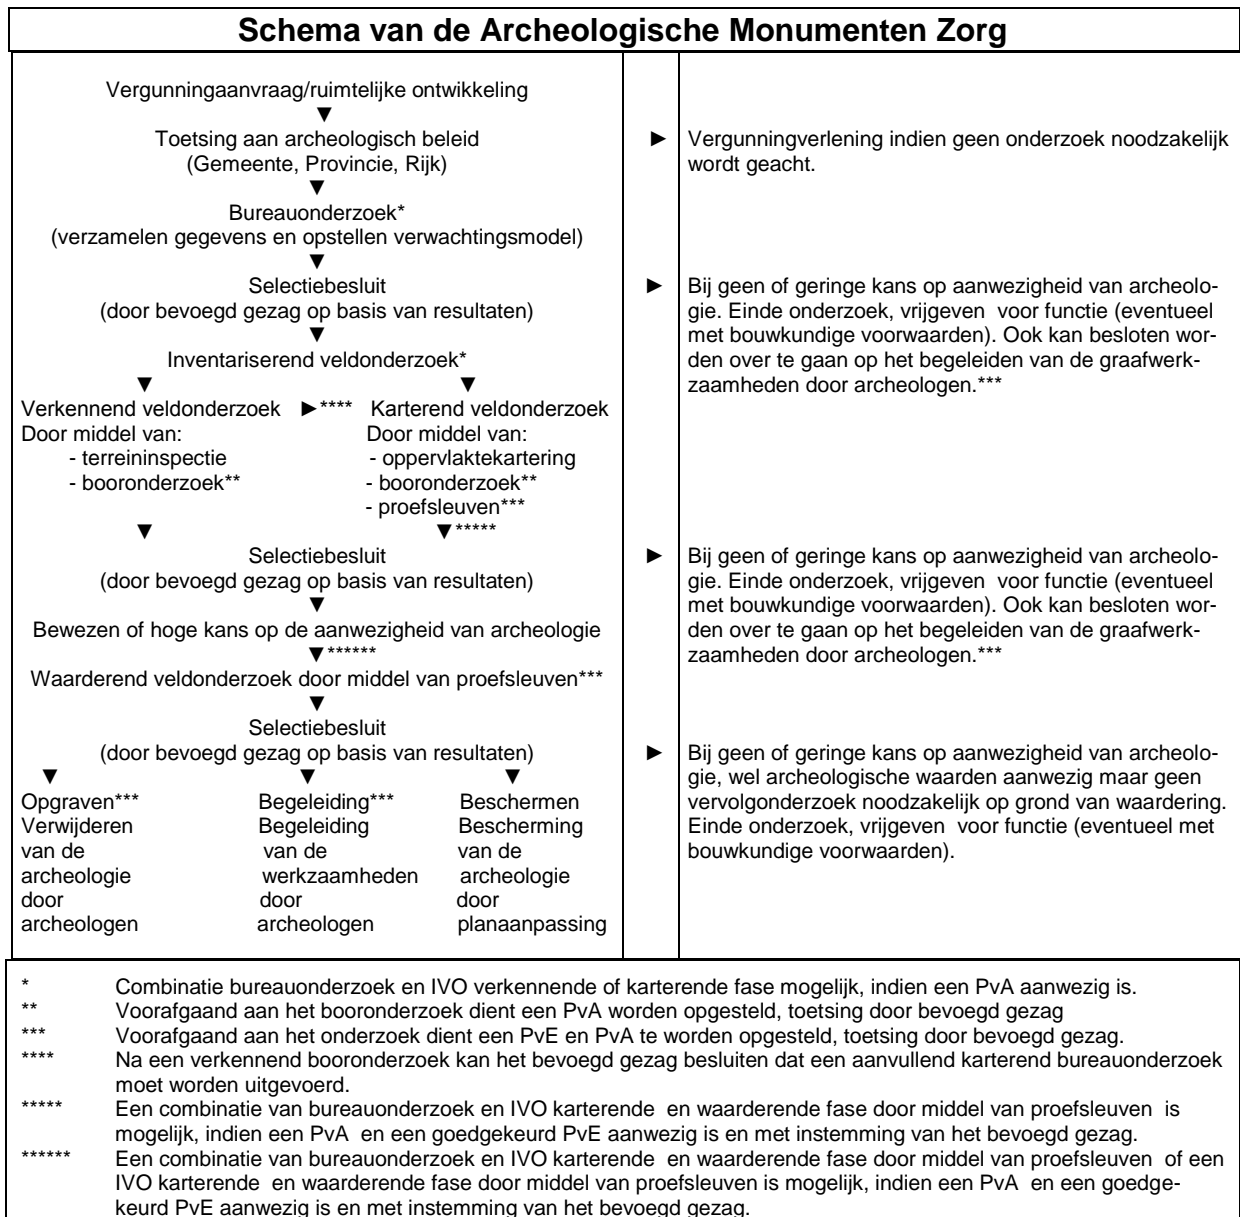 Schema van de Archeologische Monumenten Zorg
Vergunningaanvraag/ruimtelijke ontwikkeling
▼
Toetsing aan archeologisch beleid
(Gemeente, Provincie, Rijk)
▼
► Vergunningverlening indien geen onderzoek noodzakelijk
wordt geacht.
Bureauonderzoek*
(verzamelen gegevens en opstellen verwachtingsmodel)
▼
Selectiebesluit
(door bevoegd gezag op basis van resultaten)
▼
► Bij geen of geringe kans op aanwezigheid van archeolo-
gie. Einde onderzoek, vrijgeven voor functie (eventueel
met bouwkundige voorwaarden). Ook kan besloten wor-
den over te gaan op het begeleiden van de graafwerk-
zaamheden door archeologen.***
Inventariserend veldonderzoek*
▼ ▼
Verkennend veldonderzoek ►**** Karterend veldonderzoek
Door middel van: Door middel van:
- terreininspectie - oppervlaktekartering
- booronderzoek** - booronderzoek**
- proefsleuven***
▼ ▼*****
Selectiebesluit
(door bevoegd gezag op basis van resultaten)
▼
► Bij geen of geringe kans op aanwezigheid van archeolo-
gie. Einde onderzoek, vrijgeven voor functie (eventueel
met bouwkundige voorwaarden). Ook kan besloten wor-
den over te gaan op het begeleiden van de graafwerk-
zaamheden door archeologen.***
Bewezen of hoge kans op de aanwezigheid van archeologie
▼******
Waarderend veldonderzoek door middel van proefsleuven***
▼
Selectiebesluit
(door bevoegd gezag op basis van resultaten)
▼ ▼ ▼
► Bij geen of geringe kans op aanwezigheid van archeolo-
gie, wel archeologische waarden aanwezig maar geen
vervolgonderzoek noodzakelijk op grond van waardering.
Einde onderzoek, vrijgeven voor functie (eventueel met
bouwkundige voorwaarden).
Opgraven*** Begeleiding*** Beschermen
Verwijderen Begeleiding Bescherming
van de van de van de
archeologie werkzaamheden archeologie
door door door
archeologen archeologen planaanpassing
* Combinatie bureauonderzoek en IVO verkennende of karterende fase mogelijk, indien een PvA aanwezig is.
** Voorafgaand aan het booronderzoek dient een PvA worden opgesteld, toetsing door bevoegd gezag
*** Voorafgaand aan het onderzoek dient een PvE en PvA te worden opgesteld, toetsing door bevoegd gezag.
**** Na een verkennend booronderzoek kan het bevoegd gezag besluiten dat een aanvullend karterend bureauonderzoek
moet worden uitgevoerd.
***** Een combinatie van bureauonderzoek en IVO karterende en waarderende fase door middel van proefsleuven is
mogelijk, indien een PvA en een goedgekeurd PvE aanwezig is en met instemming van het bevoegd gezag.
****** Een combinatie van bureauonderzoek en IVO karterende en waarderende fase door middel van proefsleuven of een
IVO karterende en waarderende fase door middel van proefsleuven is mogelijk, indien een PvA en een goedge-
keurd PvE aanwezig is en met instemming van het bevoegd gezag.